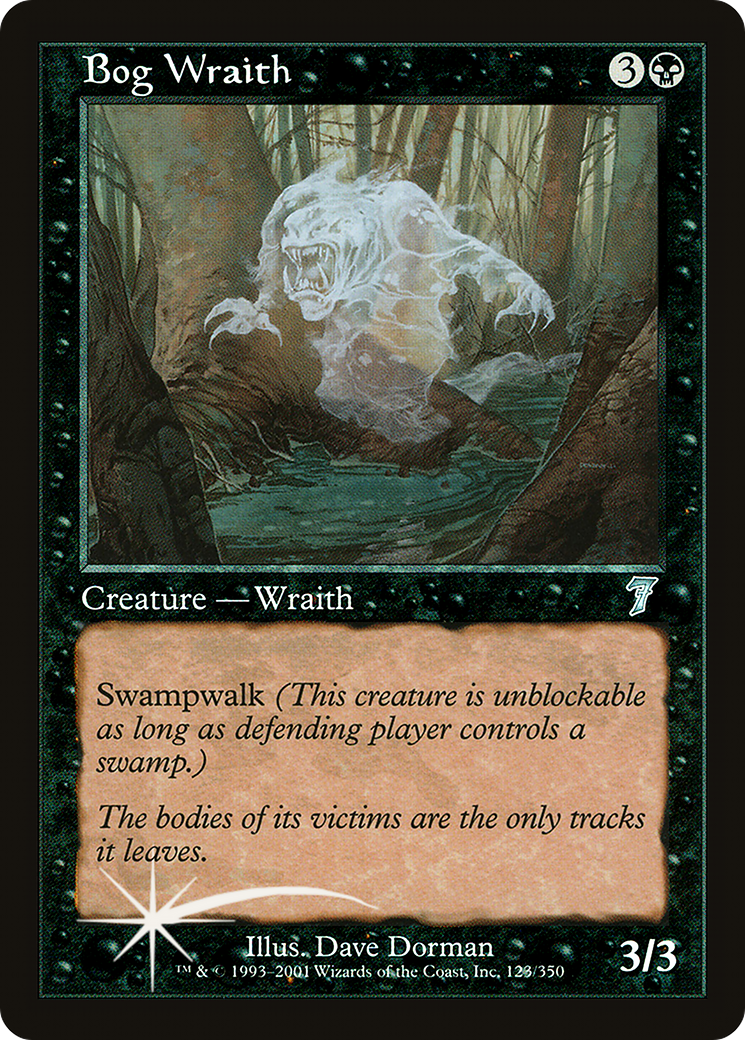 Bog Wraith 3
Creature — Wraith 7
Swampwalk (This creature is unblockable
as long as defending player controls a
swamp.)
The bodies of its victims are the only tracks
it leaves.
Illus. Dave Dorman
3/3
™ & © 1993–2001 Wizards of the Coast, Inc. 123/350